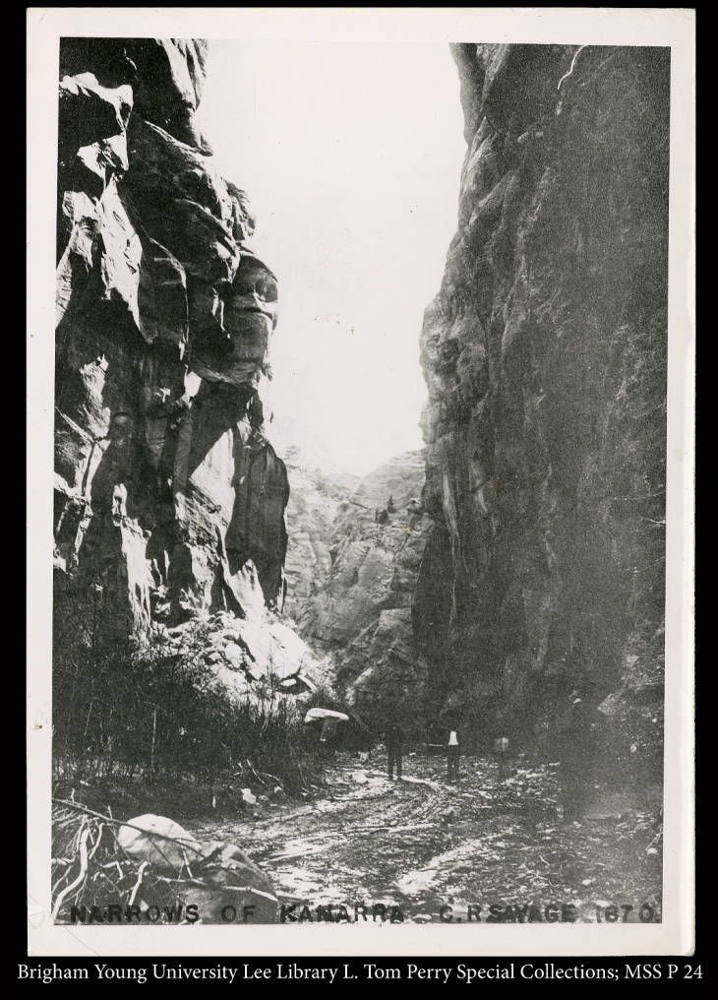 NARROWS OF KANARRA C.R SAVAGE 1870.
Brigham Young University Lee Library L. Tom Perry Special Collections; MSS P 24